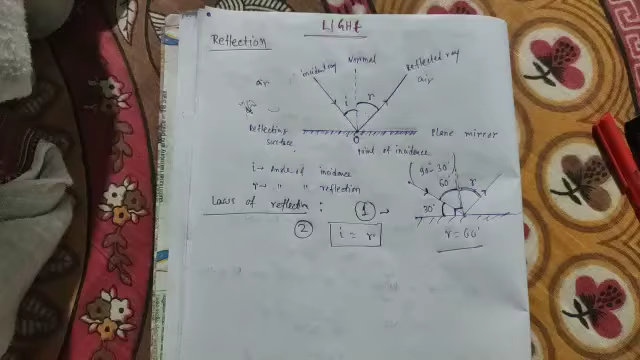 LIGHT
Reflection
incident ray Normal Reflected ray
air
air
i r
Reflecting surface
O
Plane mirror
Point of incidence
i → Angle of incidence
r → " " reflection
Laws of reflection : ① →
② i = r
(90°- 30°
60° r
30°
r = 60°